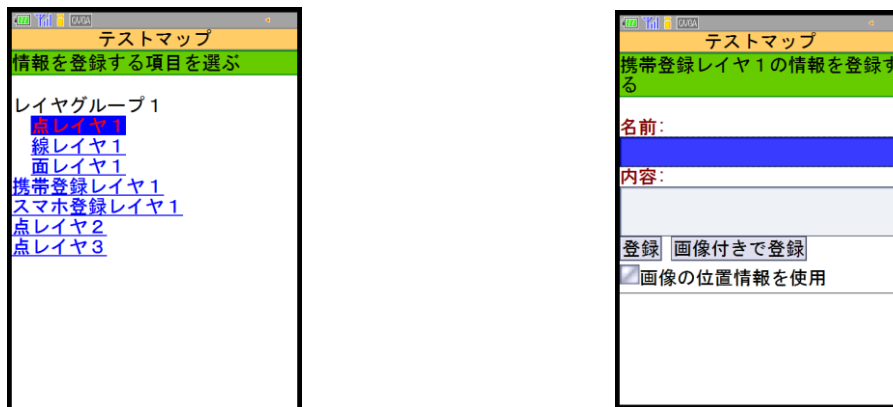 テストマップ
情報を登録する項目を選ぶ
レイヤグループ1
点レイヤ1
線レイヤ1
面レイヤ1
携帯登録レイヤ1
スマホ登録レイヤ1
点レイヤ2
点レイヤ3
テストマップ
携帯登録レイヤ1の情報を登録す
る
名前:
内容:
登録 画像付きで登録
画像の位置情報を使用